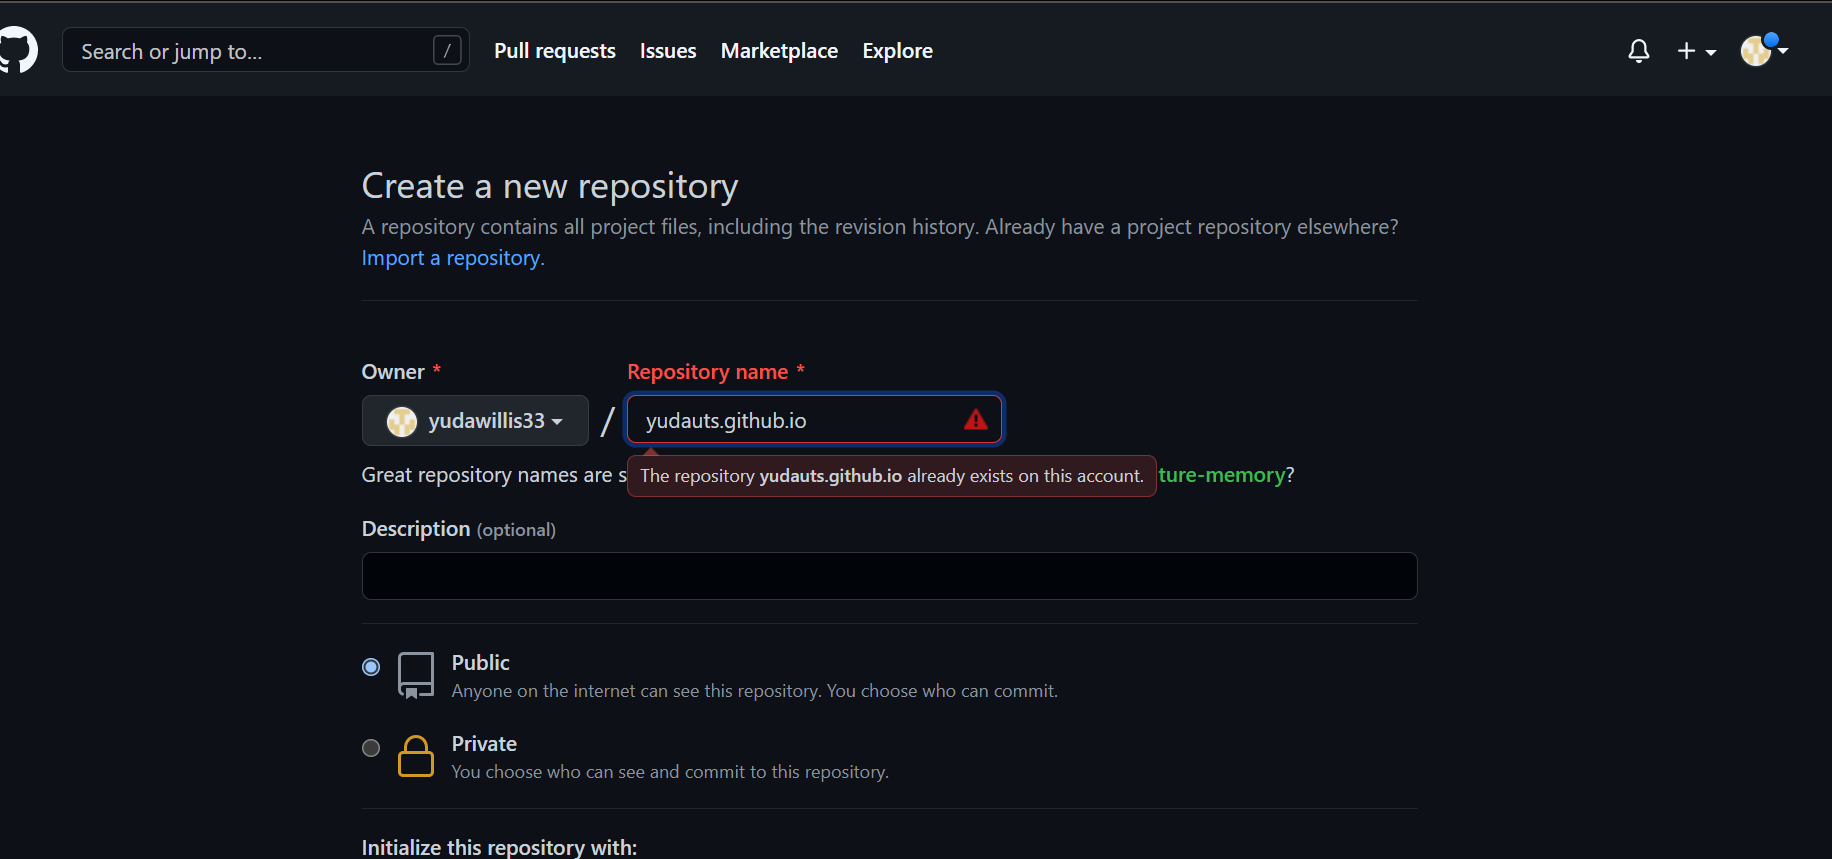 Search or jump to... /
Pull requests Issues Marketplace Explore
Create a new repository
A repository contains all project files, including the revision history. Already have a project repository elsewhere?
Import a repository.
Owner * Repository name *
yudawillis33 / yudauts.github.io
Great repository names are s
The repository yudauts.github.io already exists on this account.
ture-memory?
Description (optional)
Public
Anyone on the internet can see this repository. You choose who can commit.
Private
You choose who can see and commit to this repository.
Initialize this repository with: